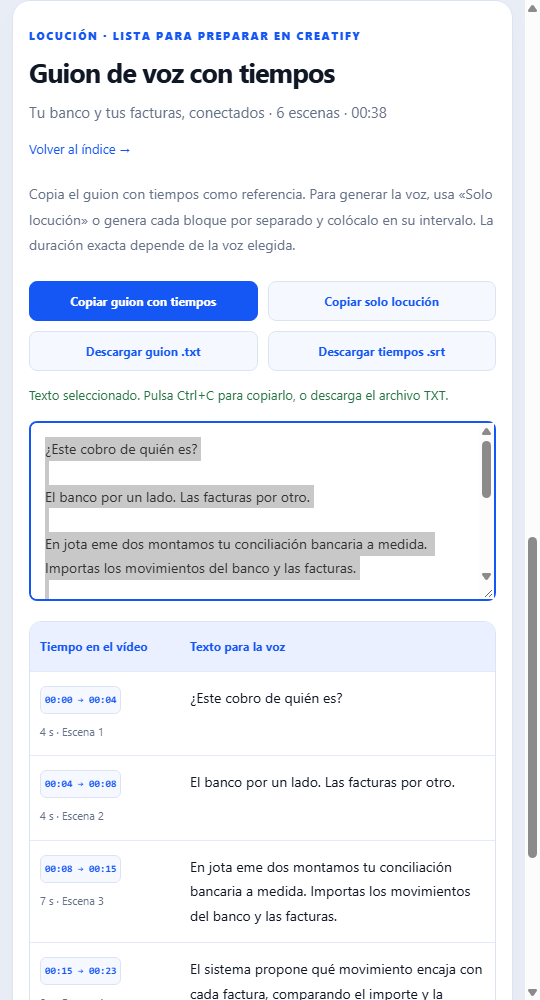 LOCUCIÓN · LISTA PARA PREPARAR EN CREATIFY
Guion de voz con tiempos
Tu banco y tus facturas, conectados · 6 escenas · 00:38
Volver al índice →
Copia el guion con tiempos como referencia. Para generar la voz, usa «Solo
locución» o genera cada bloque por separado y colócalo en su intervalo. La
duración exacta depende de la voz elegida.
Copiar guion con tiempos
Copiar solo locución
Descargar guion .txt
Descargar tiempos .srt
Texto seleccionado. Pulsa Ctrl+C para copiarlo, o descarga el archivo TXT.
¿Este cobro de quién es?
El banco por un lado. Las facturas por otro.
En jota eme dos montamos tu conciliación bancaria a medida.
Importas los movimientos del banco y las facturas.
Tiempo en el vídeo
Texto para la voz
00:00 → 00:04
¿Este cobro de quién es?
4 s · Escena 1
00:04 → 00:08
El banco por un lado. Las facturas por otro.
4 s · Escena 2
00:08 → 00:15
En jota eme dos montamos tu conciliación
bancaria a medida. Importas los movimientos
del banco y las facturas.
7 s · Escena 3
00:15 → 00:23
El sistema propone qué movimiento encaja con
cada factura, comparando el importe y la